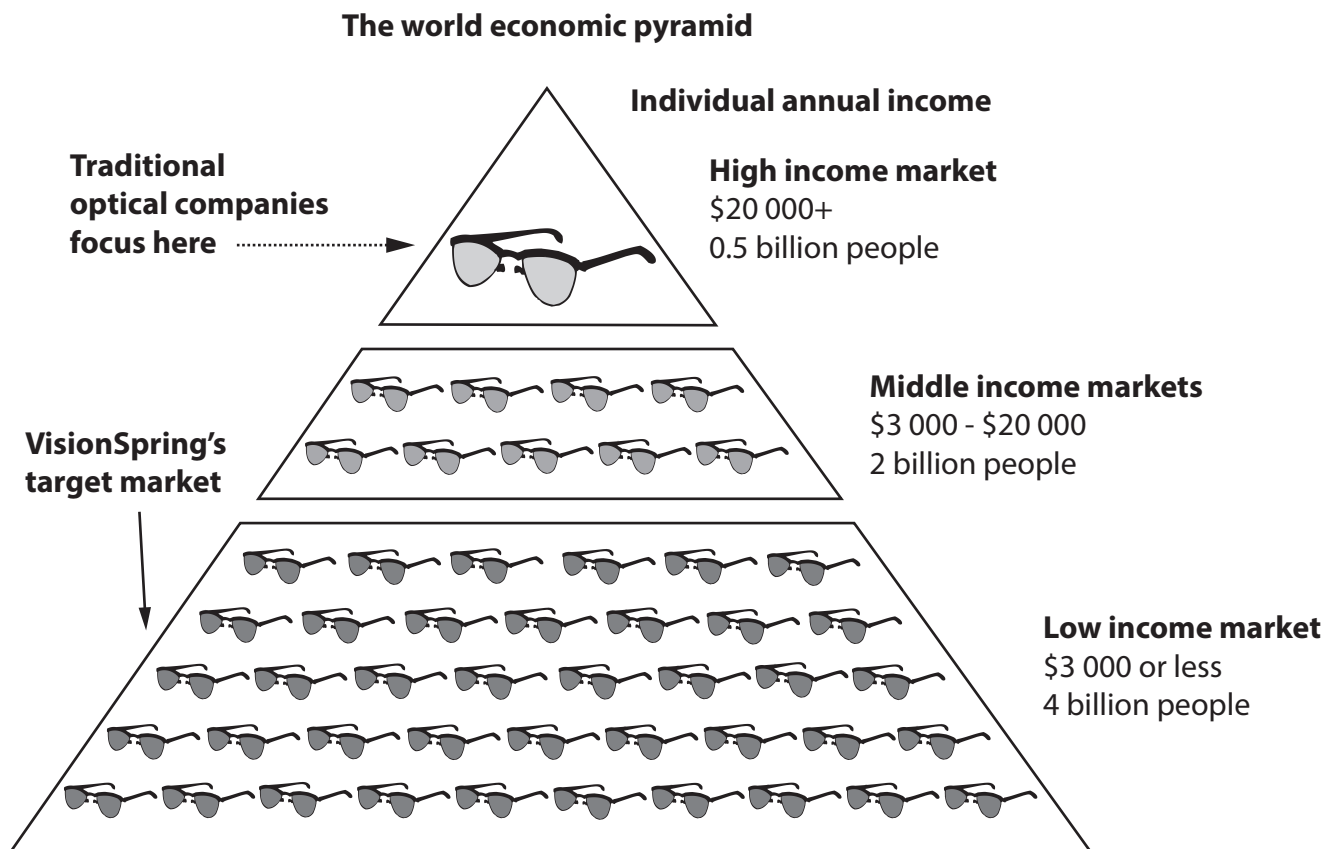 The world economic pyramid
Individual annual income
Traditional
optical companies
focus here
High income market
$20 000+
0.5 billion people
Middle income markets
$3 000 - $20 000
2 billion people
VisionSpring’s
target market
Low income market
$3 000 or less
4 billion people